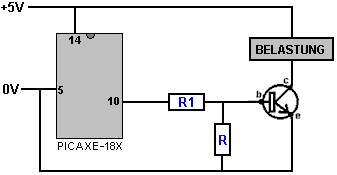 +5V
14
BELASTUNG
0V
5
10
R1
b
c
e
R
PICAXE-18X